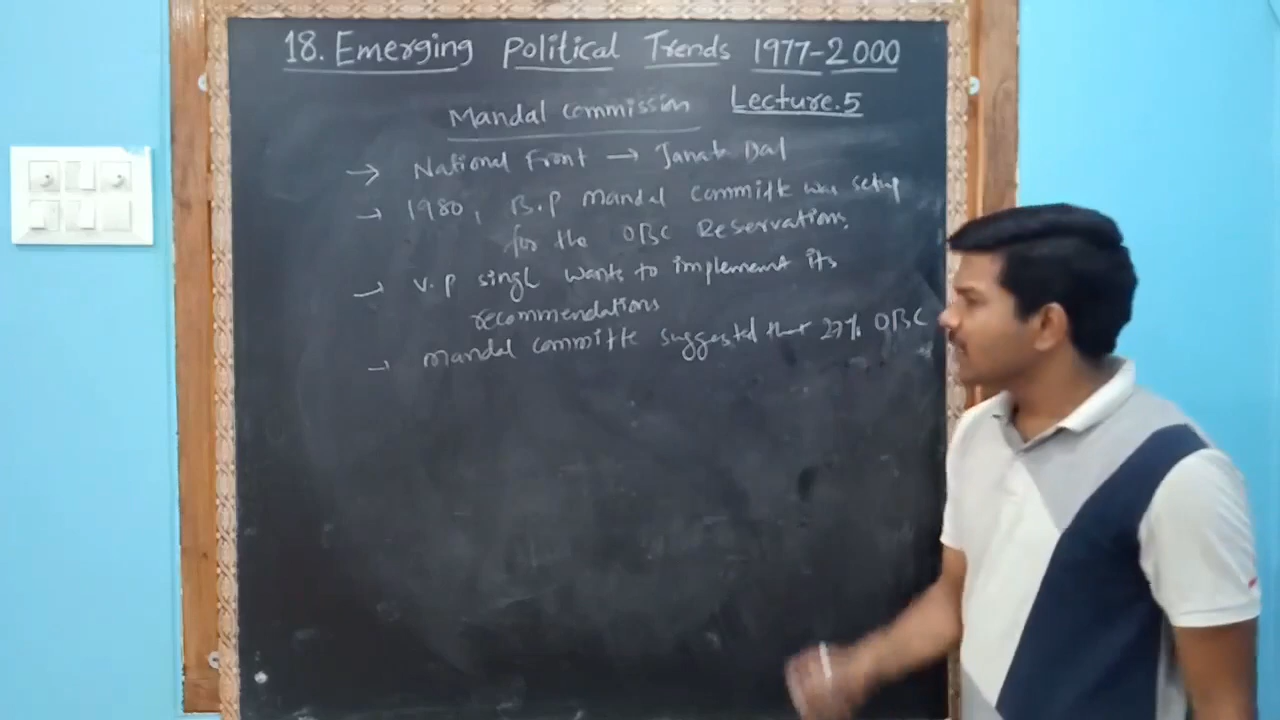 18. Emerging Political Trends 1977-2000
Lecture.5
Mandal Commission
→ National Front → Janata Dal
→ 1980, B.P Mandal Committe was setup
for the OBC Reservations.
→ V.P Singh wants to implement its
recommendations
→ Mandal Committe suggested that 27% OBC